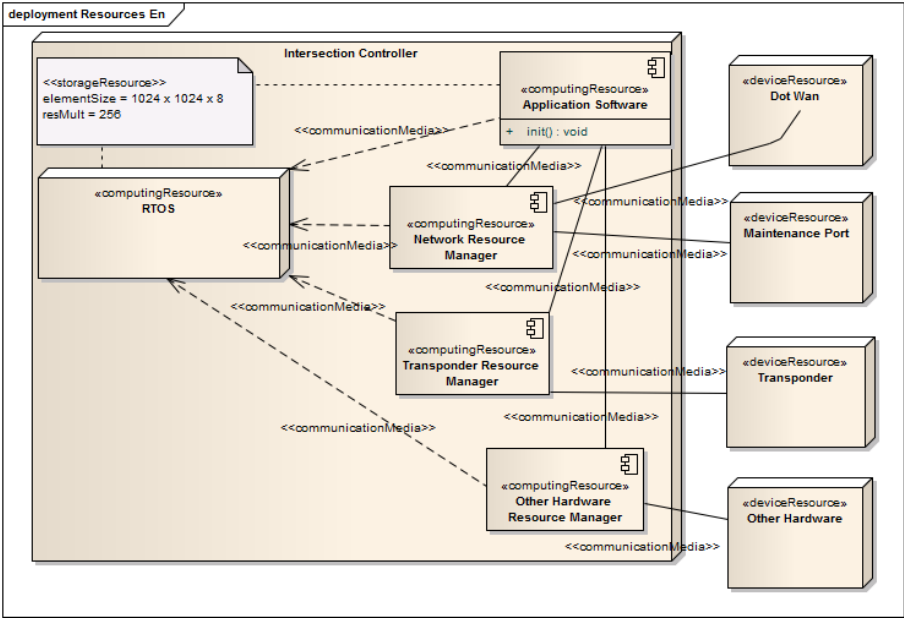 deployment Resources En
Intersection Controller
<<storageResource>>
elementSize = 1024 x 1024 x 8
resMult = 256
«computingResource»
Application Software
+ init() : void
«deviceResource»
Dot Wan
<<communicationMedia>>
<<communicationMedia>>
«computingResource»
RTOS
«computingResource»
Network Resource
Manager
<<communicationMedia>>
«deviceResource»
Maintenance Port
<<communicationMedia>>
<<communicationMedia>>
<<communicationMedia>>
<<communicationMedia>>
«computingResource»
Transponder Resource
Manager
<<communicationMedia>>
«deviceResource»
Transponder
<<communicationMedia>>
<<communicationMedia>>
«computingResource»
Other Hardware
Resource Manager
«deviceResource»
Other Hardware
<<communicationMedia>>